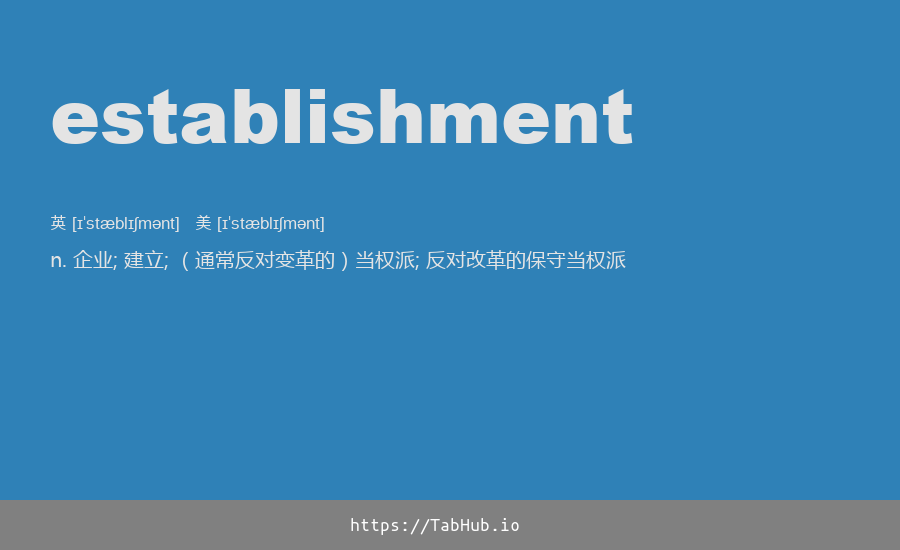 establishment
英 [ɪˈstæblɪʃmənt] 美 [ɪˈstæblɪʃmənt]
n. 企业; 建立; （通常反对变革的）当权派; 反对改革的保守当权派
https://TabHub.io